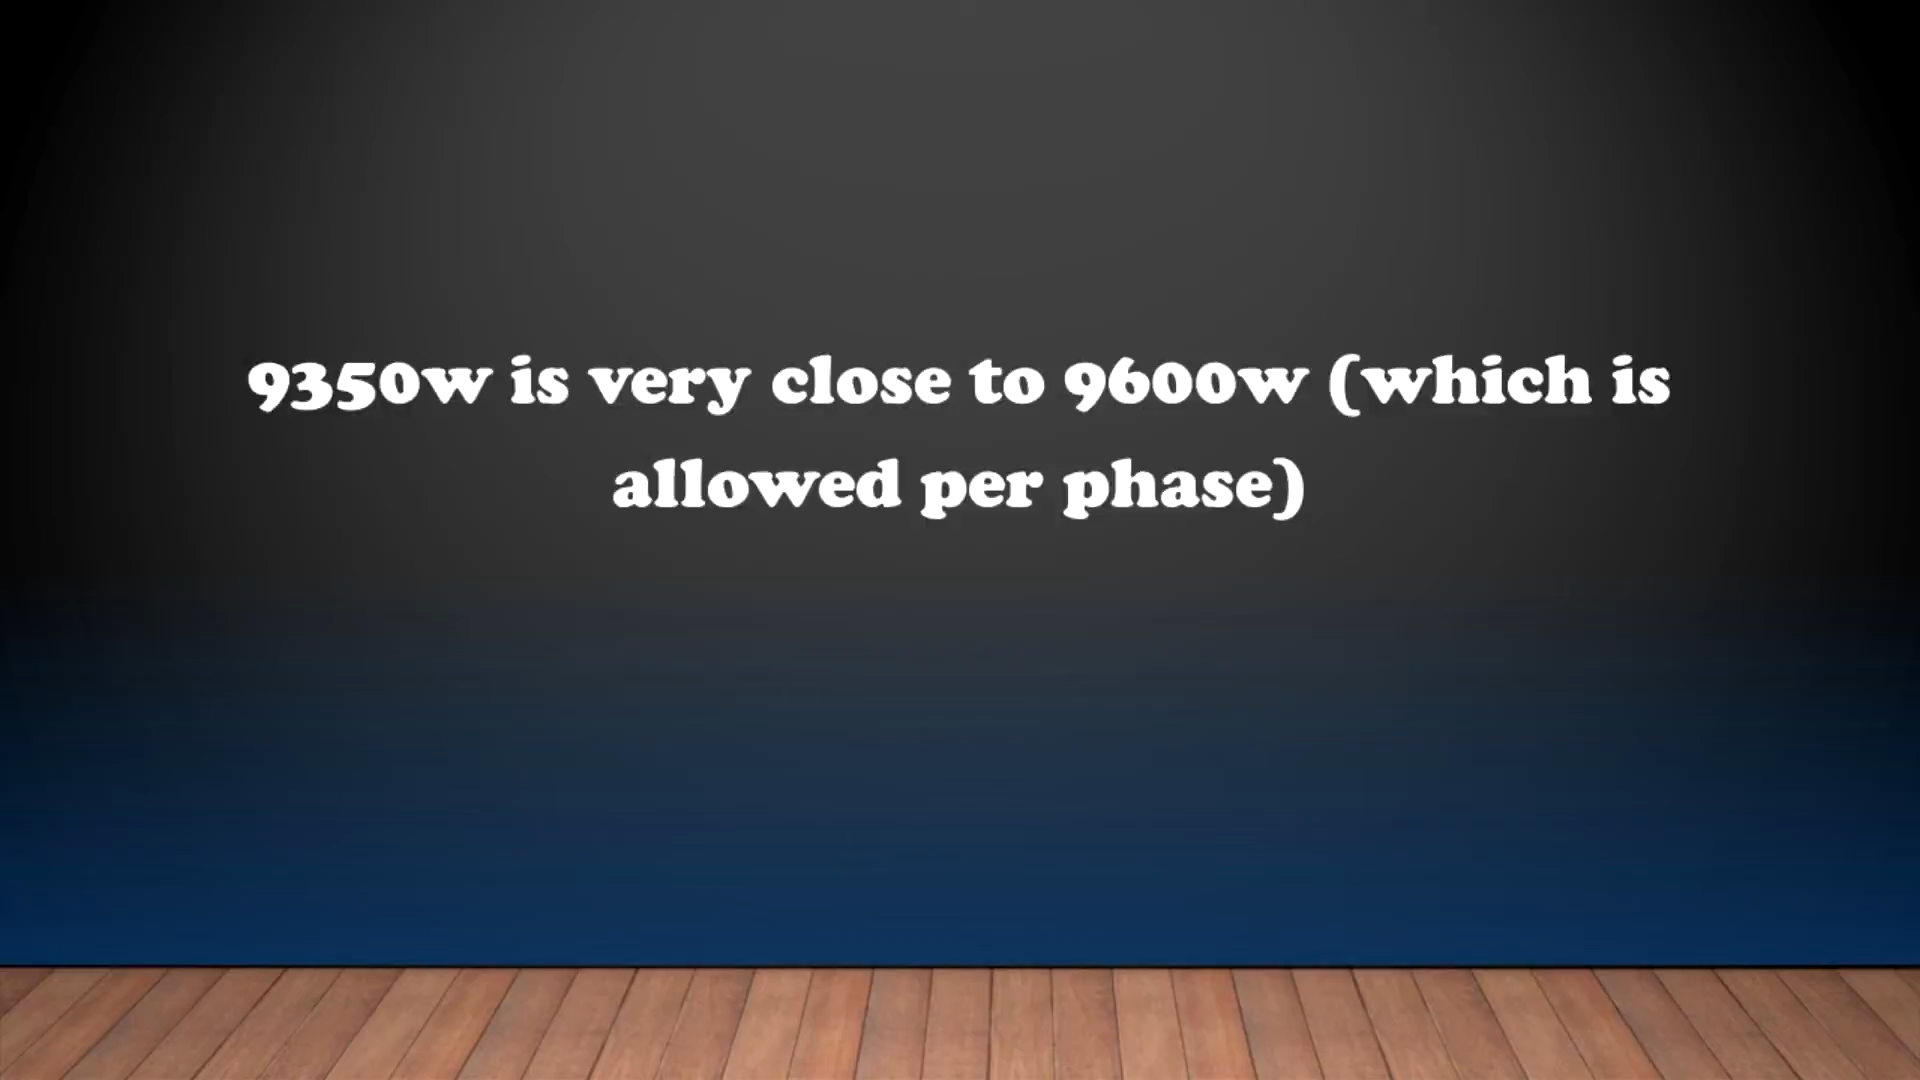 9350w is very close to 9600w (which is
allowed per phase)